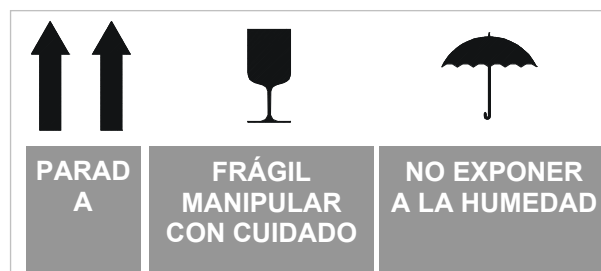 PARAD
A
FRÁGIL
MANIPULAR
CON CUIDADO
NO EXPONER
A LA HUMEDAD